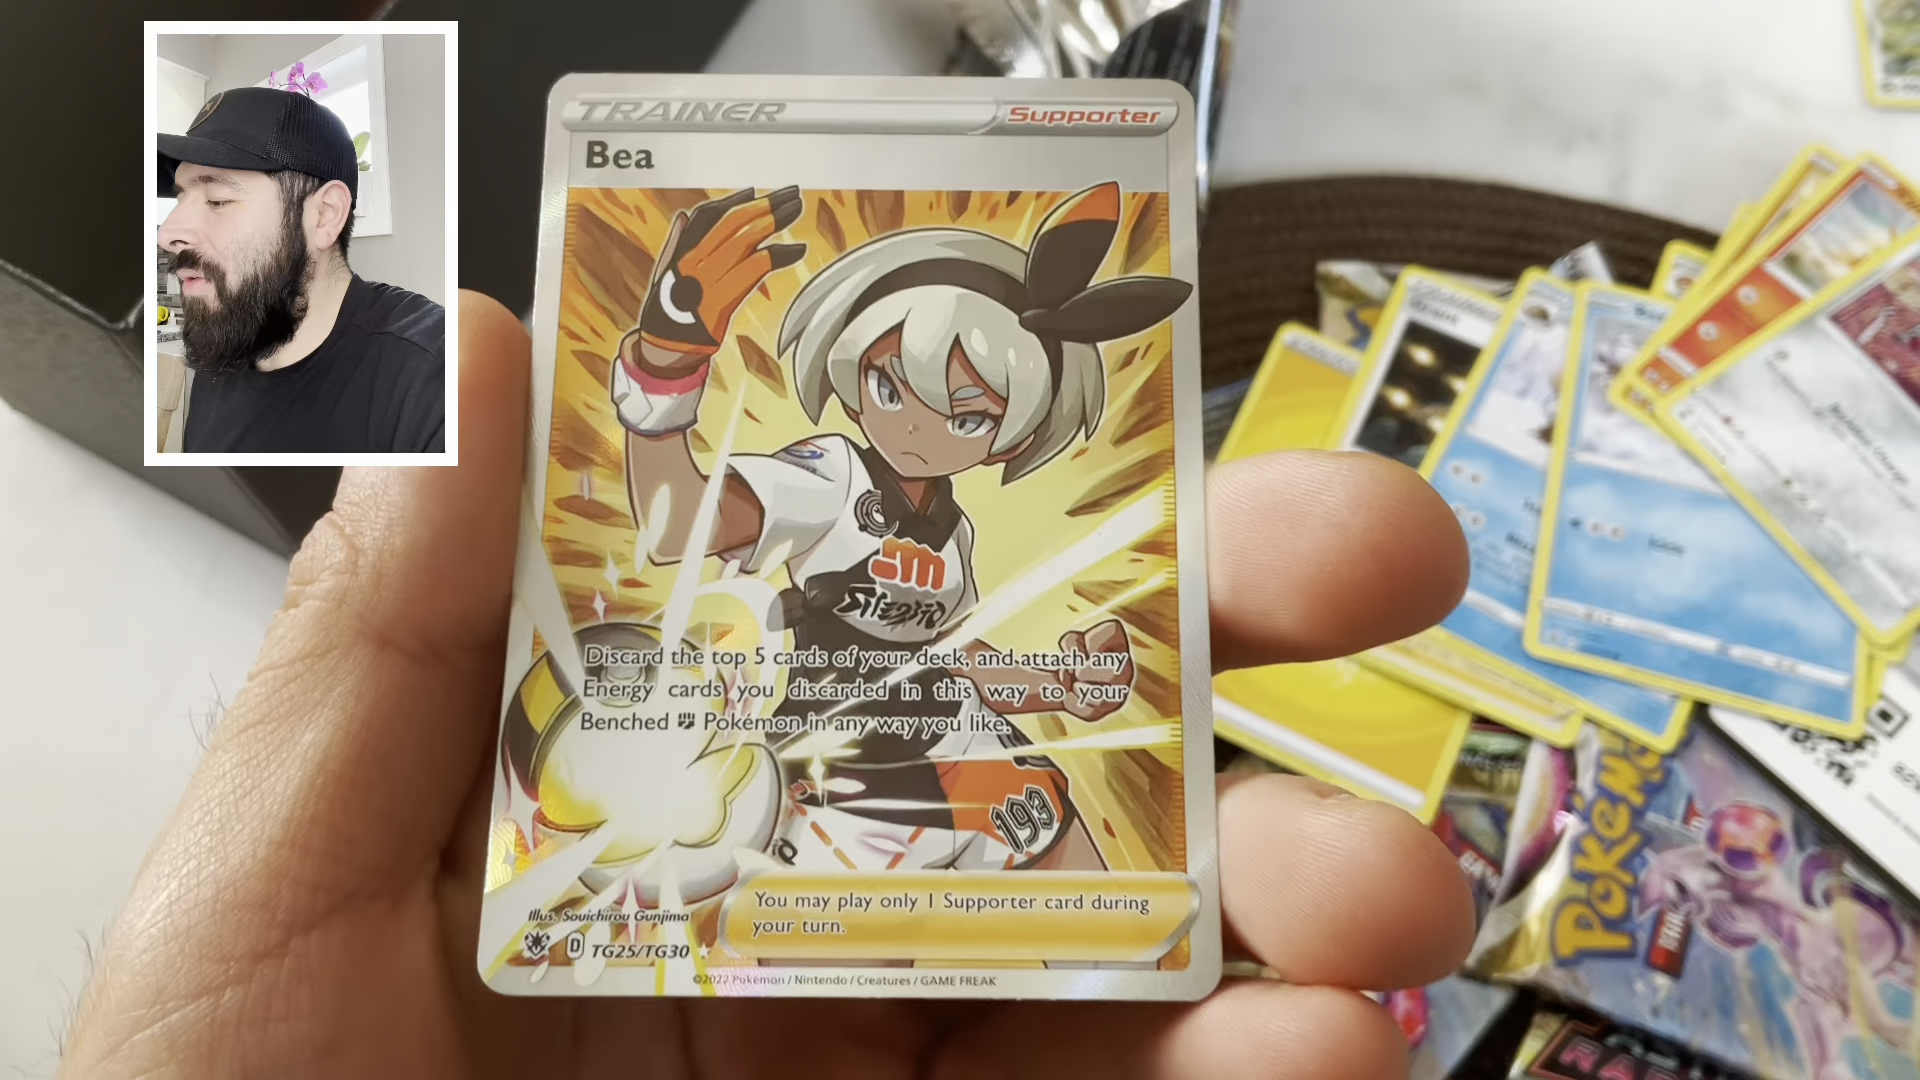 TRAINER
Supporter
Bea
193
Discard the top 5 cards of your deck, and attach any
Energy cards you discarded in this way to your
Benched Pokémon in any way you like.
You may play only 1 Supporter card during
your turn.
Illus. Souichirou Gunjima
D TG25/TG30
©2022 Pokémon / Nintendo / Creatures / GAME FREAK